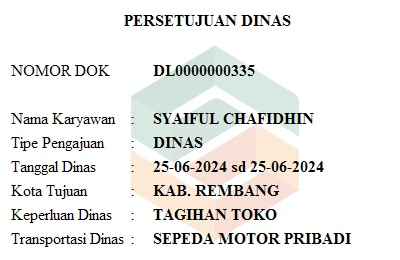 PERSETUJUAN DINAS
NOMOR DOK DL0000000335
Nama Karyawan : SYAIFUL CHAFIDHIN
Tipe Pengajuan : DINAS
Tanggal Dinas : 25-06-2024 sd 25-06-2024
Kota Tujuan : KAB. REMBANG
Keperluan Dinas : TAGIHAN TOKO
Transportasi Dinas : SEPEDA MOTOR PRIBADI